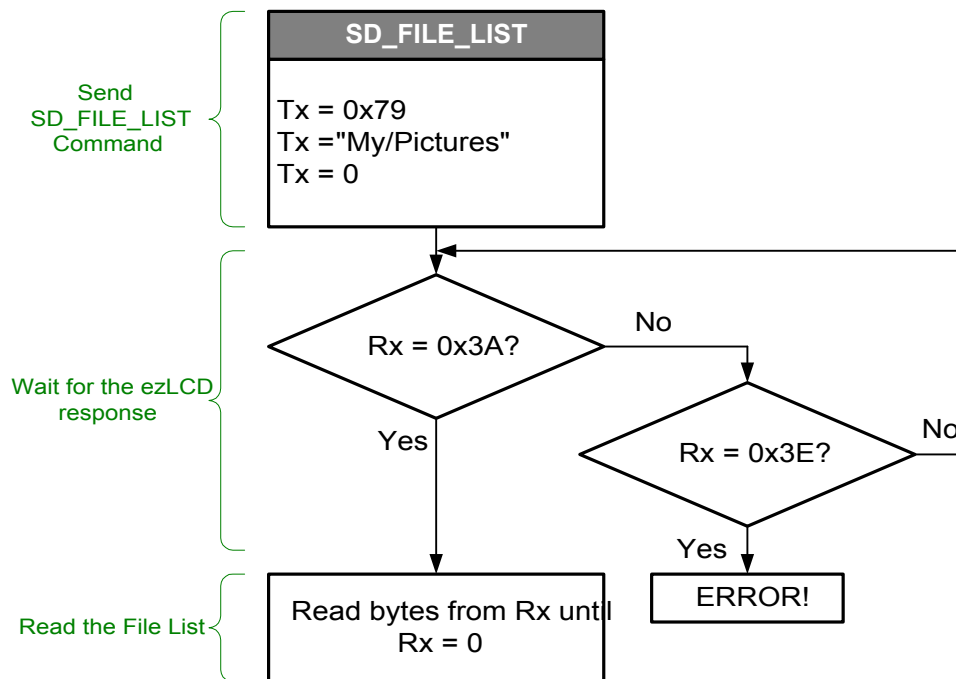 SD_FILE_LIST
Send
SD_FILE_LIST
Command
Tx = 0x79
Tx ="My/Pictures"
Tx = 0
Wait for the ezLCD
response
Rx = 0x3A?
No
Yes
Rx = 0x3E?
No
Yes
ERROR!
Read the File List
Read bytes from Rx until
Rx = 0